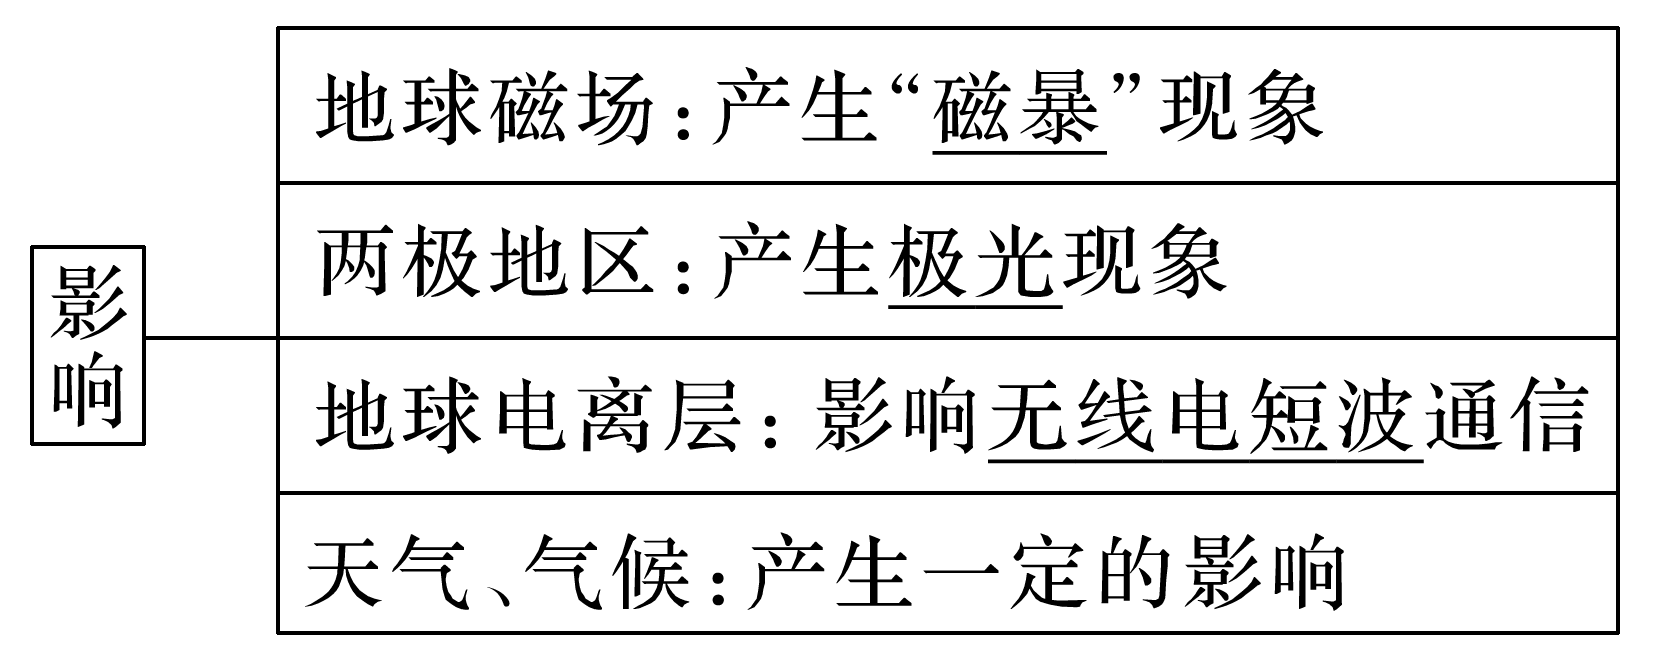 影响
地球磁场：产生“磁暴”现象
两极地区：产生极光现象
地球电离层：影响无线电短波通信
天气、气候：产生一定的影响